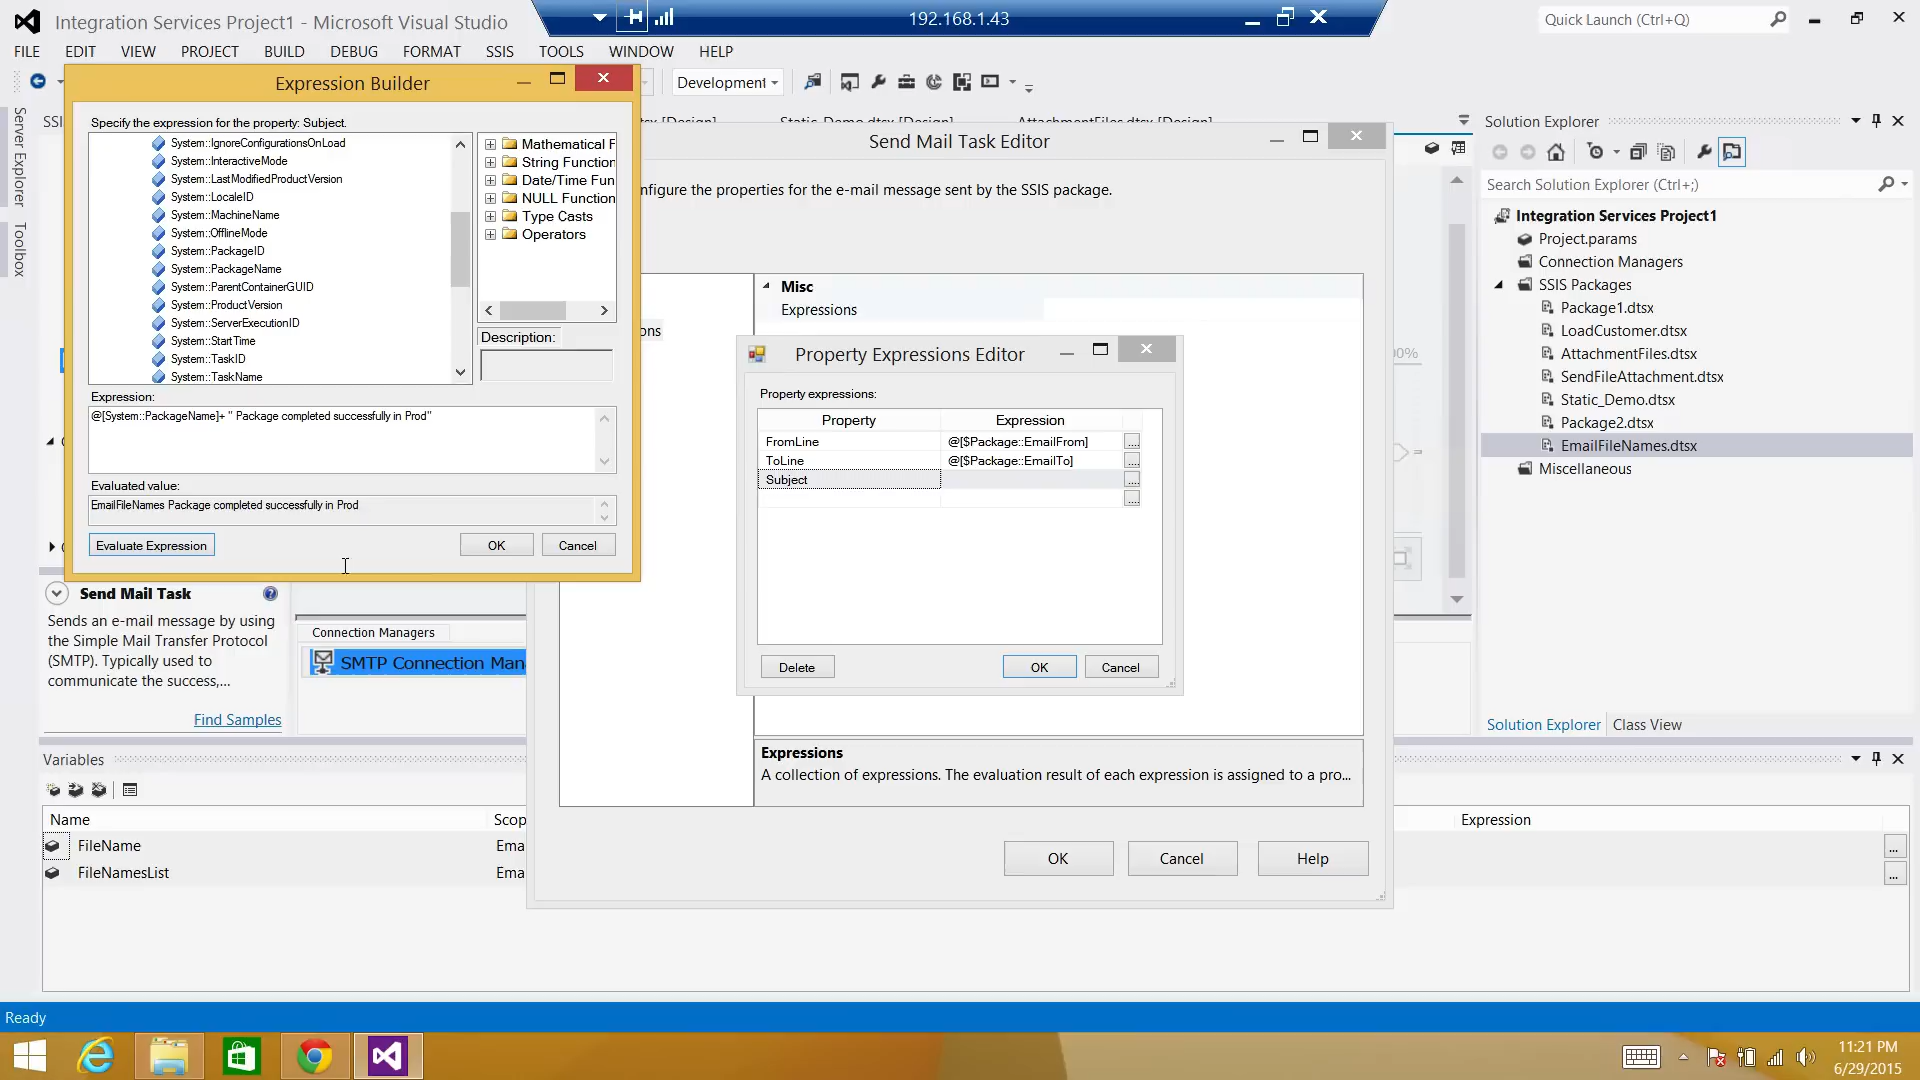 Integration Services Project1 - Microsoft Visual Studio
192.168.1.43
Quick Launch (Ctrl+Q)
FILE EDIT VIEW PROJECT BUILD DEBUG FORMAT SSIS TOOLS WINDOW HELP
Development
Expression Builder
Specify the expression for the property: Subject.
System::IgnoreConfigurationsOnLoad
System::InteractiveMode
System::LastModifiedProductVersion
System::LocaleID
System::MachineName
System::OfflineMode
System::PackageID
System::PackageName
System::ParentContainerGUID
System::ProductVersion
System::ServerExecutionID
System::StartTime
System::TaskID
System::TaskName
Mathematical F
String Function
Date/Time Fun
NULL Function
Type Casts
Operators
Description:
Expression:
@[System::PackageName]+ " Package completed successfully in Prod"
Evaluated value:
EmailFileNames Package completed successfully in Prod
Evaluate Expression
OK
Cancel
Server Explorer
Toolbox
SSI
Send Mail Task Editor
nfigure the properties for the e-mail message sent by the SSIS package.
ons
Misc
Expressions
Property Expressions Editor
Property expressions:
Property Expression
FromLine @[$Package::EmailFrom] ...
ToLine @[$Package::EmailTo] ...
Subject ...
...
Delete
OK
Cancel
Expressions
A collection of expressions. The evaluation result of each expression is assigned to a pro...
OK
Cancel
Help
Solution Explorer
Search Solution Explorer (Ctrl+;)
Integration Services Project1
Project.params
Connection Managers
SSIS Packages
Package1.dtsx
LoadCustomer.dtsx
AttachmentFiles.dtsx
SendFileAttachment.dtsx
Static_Demo.dtsx
Package2.dtsx
EmailFileNames.dtsx
Miscellaneous
Solution Explorer Class View
Send Mail Task
Sends an e-mail message by using
the Simple Mail Transfer Protocol
(SMTP). Typically used to
communicate the success,...
Find Samples
Connection Managers
SMTP Connection Man
Variables
Name Scop Expression
FileName Ema ...
FileNamesList Ema ...
Ready
11:21 PM
6/29/2015